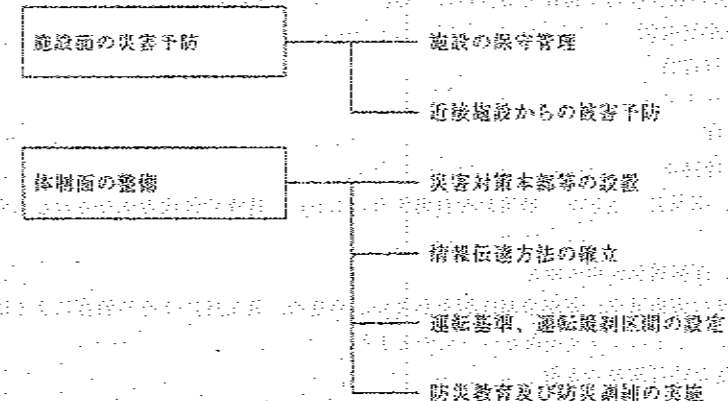 施設面の災害予防
施設の保守管理
近接施設からの被害予防
体制面の整備
災害対策本部等の設置
情報伝達方法の確立
運転基準、運転規制区間の設定
防災教育及び防災訓練の実施